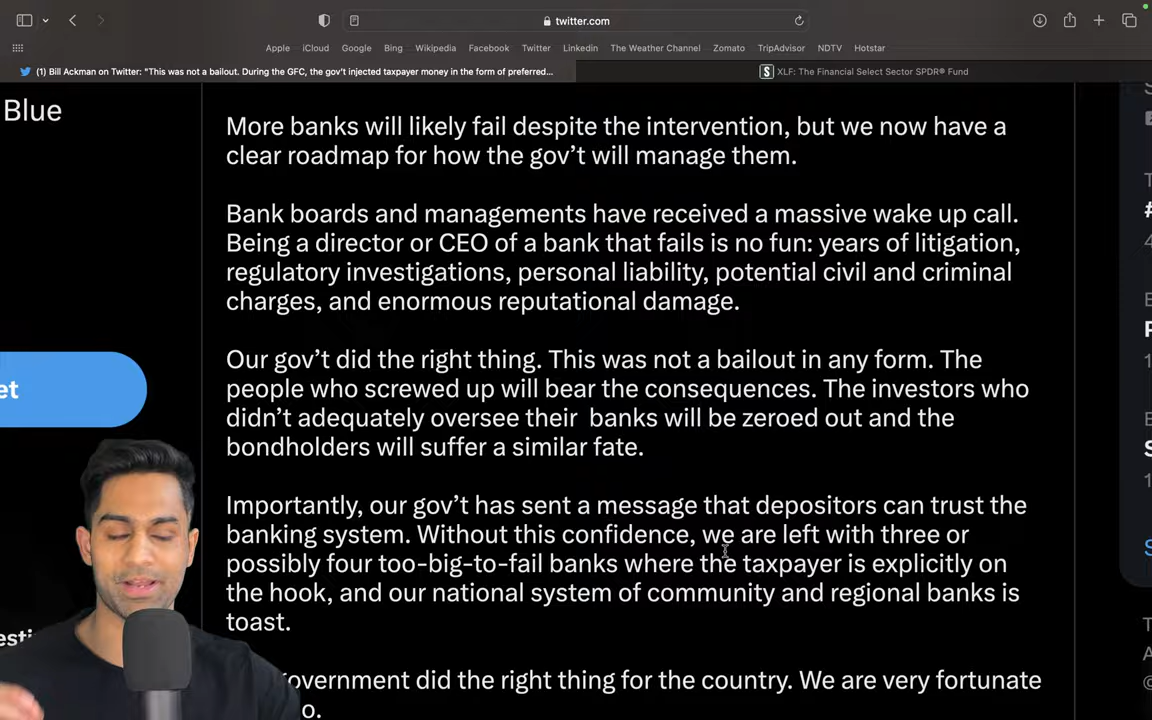 twitter.com
Apple iCloud Google Bing Wikipedia Facebook Twitter Linkedin The Weather Channel Zomato TripAdvisor NDTV Hotstar
(1) Bill Ackman on Twitter: "This was not a bailout. During the GFC, the gov't injected taxpayer money in the form of preferred...
S XLF: The Financial Select Sector SPDR® Fund
Blue
More banks will likely fail despite the intervention, but we now have a
clear roadmap for how the gov't will manage them.
Bank boards and managements have received a massive wake up call.
Being a director or CEO of a bank that fails is no fun: years of litigation,
regulatory investigations, personal liability, potential civil and criminal
charges, and enormous reputational damage.
Our gov't did the right thing. This was not a bailout in any form. The
people who screwed up will bear the consequences. The investors who
didn't adequately oversee their  banks will be zeroed out and the
bondholders will suffer a similar fate.
Importantly, our gov't has sent a message that depositors can trust the
banking system. Without this confidence, we are left with three or
possibly four too-big-to-fail banks where the taxpayer is explicitly on
the hook, and our national system of community and regional banks is
toast.
overnment did the right thing for the country. We are very fortunate
o.
et
esti